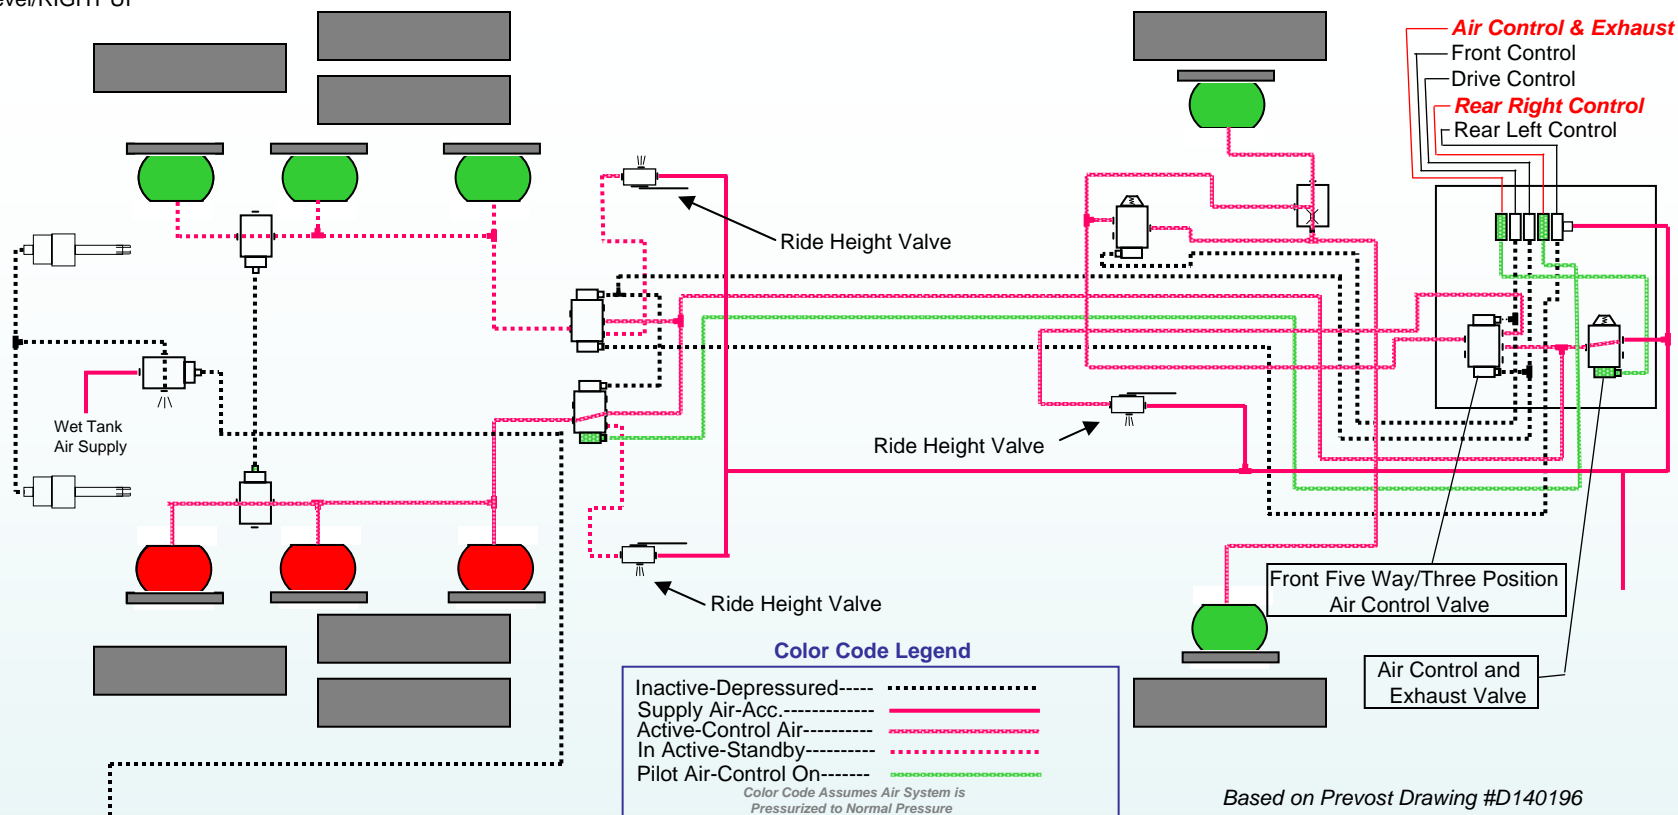 Air Control & Exhaust
Front Control
Drive Control
Rear Right Control
Rear Left Control
Ride Height Valve
Wet Tank
Air Supply
Ride Height Valve
Ride Height Valve
Front Five Way/Three Position
Air Control Valve
Air Control and
Exhaust Valve
Color Code Legend
Inactive-Depressured-----
Supply Air-Acc.-------------
Active-Control Air----------
In Active-Standby----------
Pilot Air-Control On-------
Color Code Assumes Air System is
Pressurized to Normal Pressure
Based on Prevost Drawing #D140196